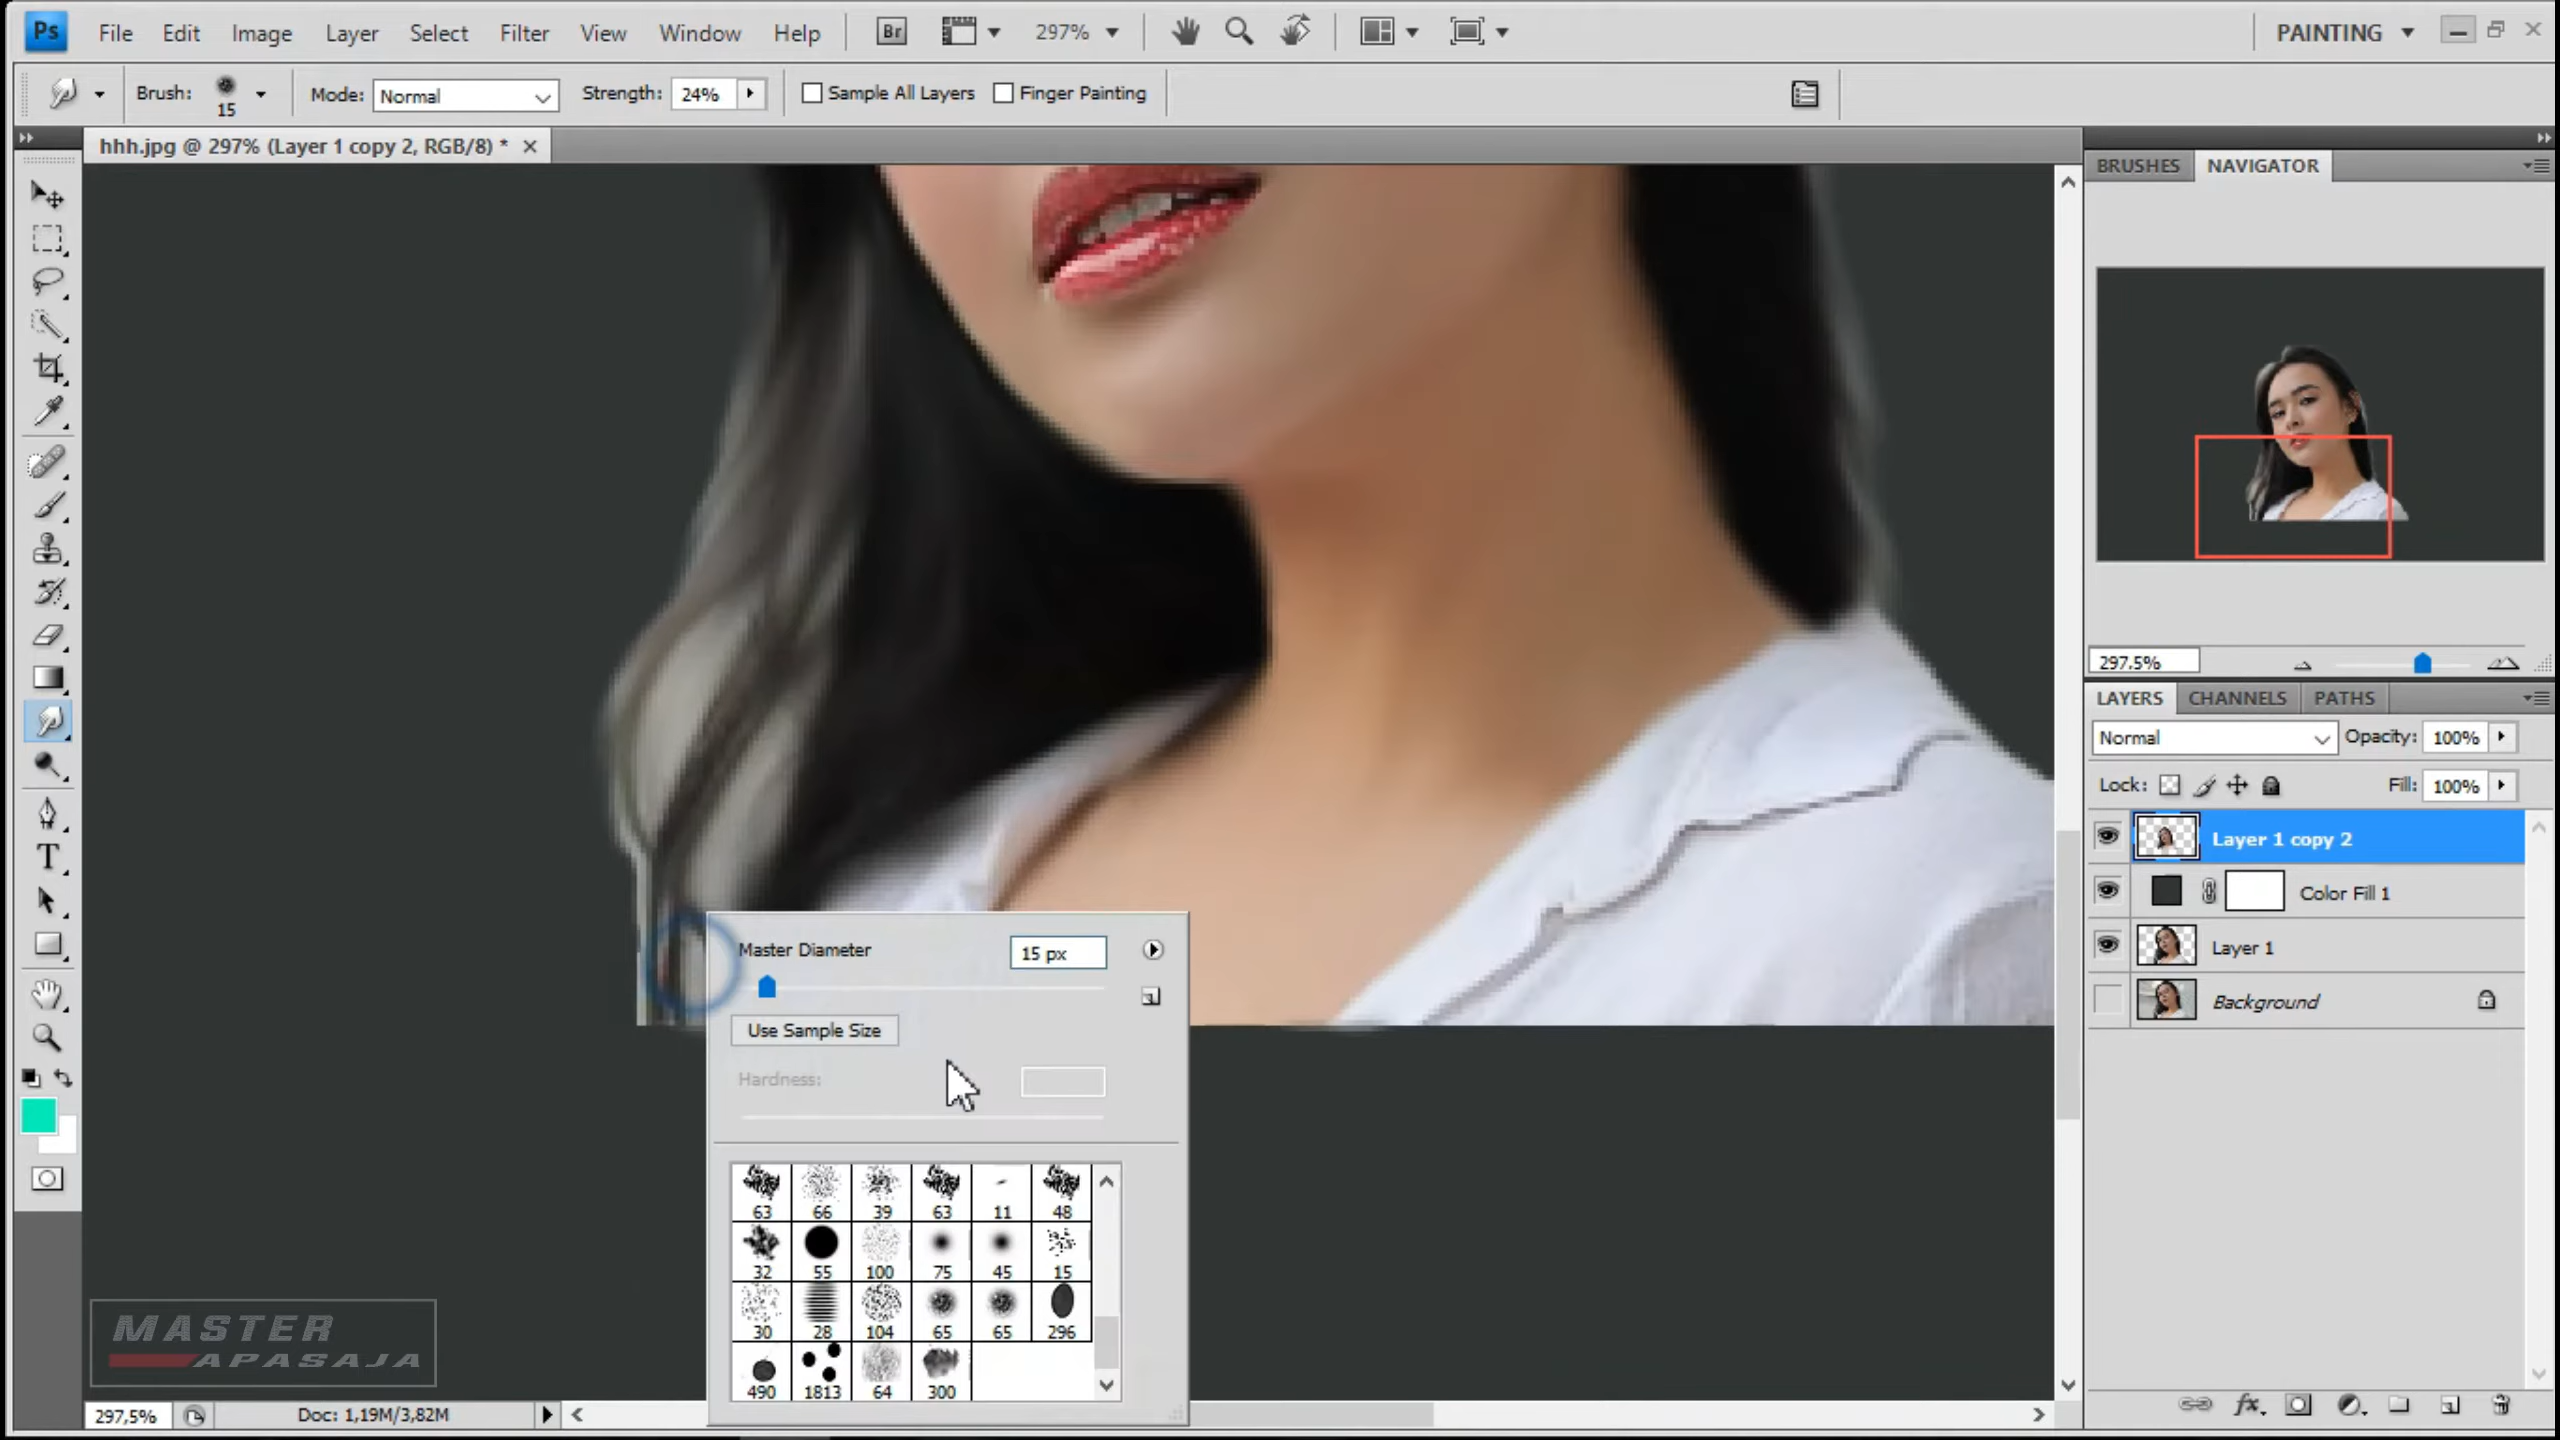 Ps File Edit Image Layer Select Filter View Window Help Br 297% PAINTING
Brush: 15 Mode: Normal Strength: 24% Sample All Layers Finger Painting
hhh.jpg @ 297% (Layer 1 copy 2, RGB/8) *
BRUSHES NAVIGATOR
297,5%
LAYERS CHANNELS PATHS
Normal Opacity: 100%
Lock: Fill: 100%
Layer 1 copy 2
Color Fill 1
Layer 1
Background
Master Diameter 15 px
Use Sample Size
Hardness:
63 66 39 63 11 48
32 55 100 75 45 15
30 28 104 65 65 296
490 1813 64 300
MASTER
APASAJA
297,5% Doc: 1,19M/3,82M